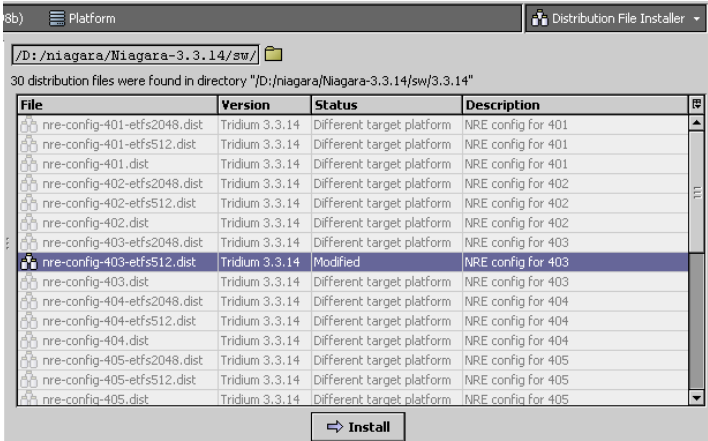 98b) Platform Distribution File Installer
/D:/niagara/Niagara-3.3.14/sw/
30 distribution files were found in directory "/D:/niagara/Niagara-3.3.14/sw/3.3.14"
File Version Status Description
nre-config-401-etfs2048.dist Tridium 3.3.14 Different target platform NRE config for 401
nre-config-401-etfs512.dist Tridium 3.3.14 Different target platform NRE config for 401
nre-config-401.dist Tridium 3.3.14 Different target platform NRE config for 401
nre-config-402-etfs2048.dist Tridium 3.3.14 Different target platform NRE config for 402
nre-config-402-etfs512.dist Tridium 3.3.14 Different target platform NRE config for 402
nre-config-402.dist Tridium 3.3.14 Different target platform NRE config for 402
nre-config-403-etfs2048.dist Tridium 3.3.14 Different target platform NRE config for 403
nre-config-403-etfs512.dist Tridium 3.3.14 Modified NRE config for 403
nre-config-403.dist Tridium 3.3.14 Different target platform NRE config for 403
nre-config-404-etfs2048.dist Tridium 3.3.14 Different target platform NRE config for 404
nre-config-404-etfs512.dist Tridium 3.3.14 Different target platform NRE config for 404
nre-config-404.dist Tridium 3.3.14 Different target platform NRE config for 404
nre-config-405-etfs2048.dist Tridium 3.3.14 Different target platform NRE config for 405
nre-config-405-etfs512.dist Tridium 3.3.14 Different target platform NRE config for 405
nre-config-405.dist Tridium 3.3.14 Different target platform NRE config for 405
Install